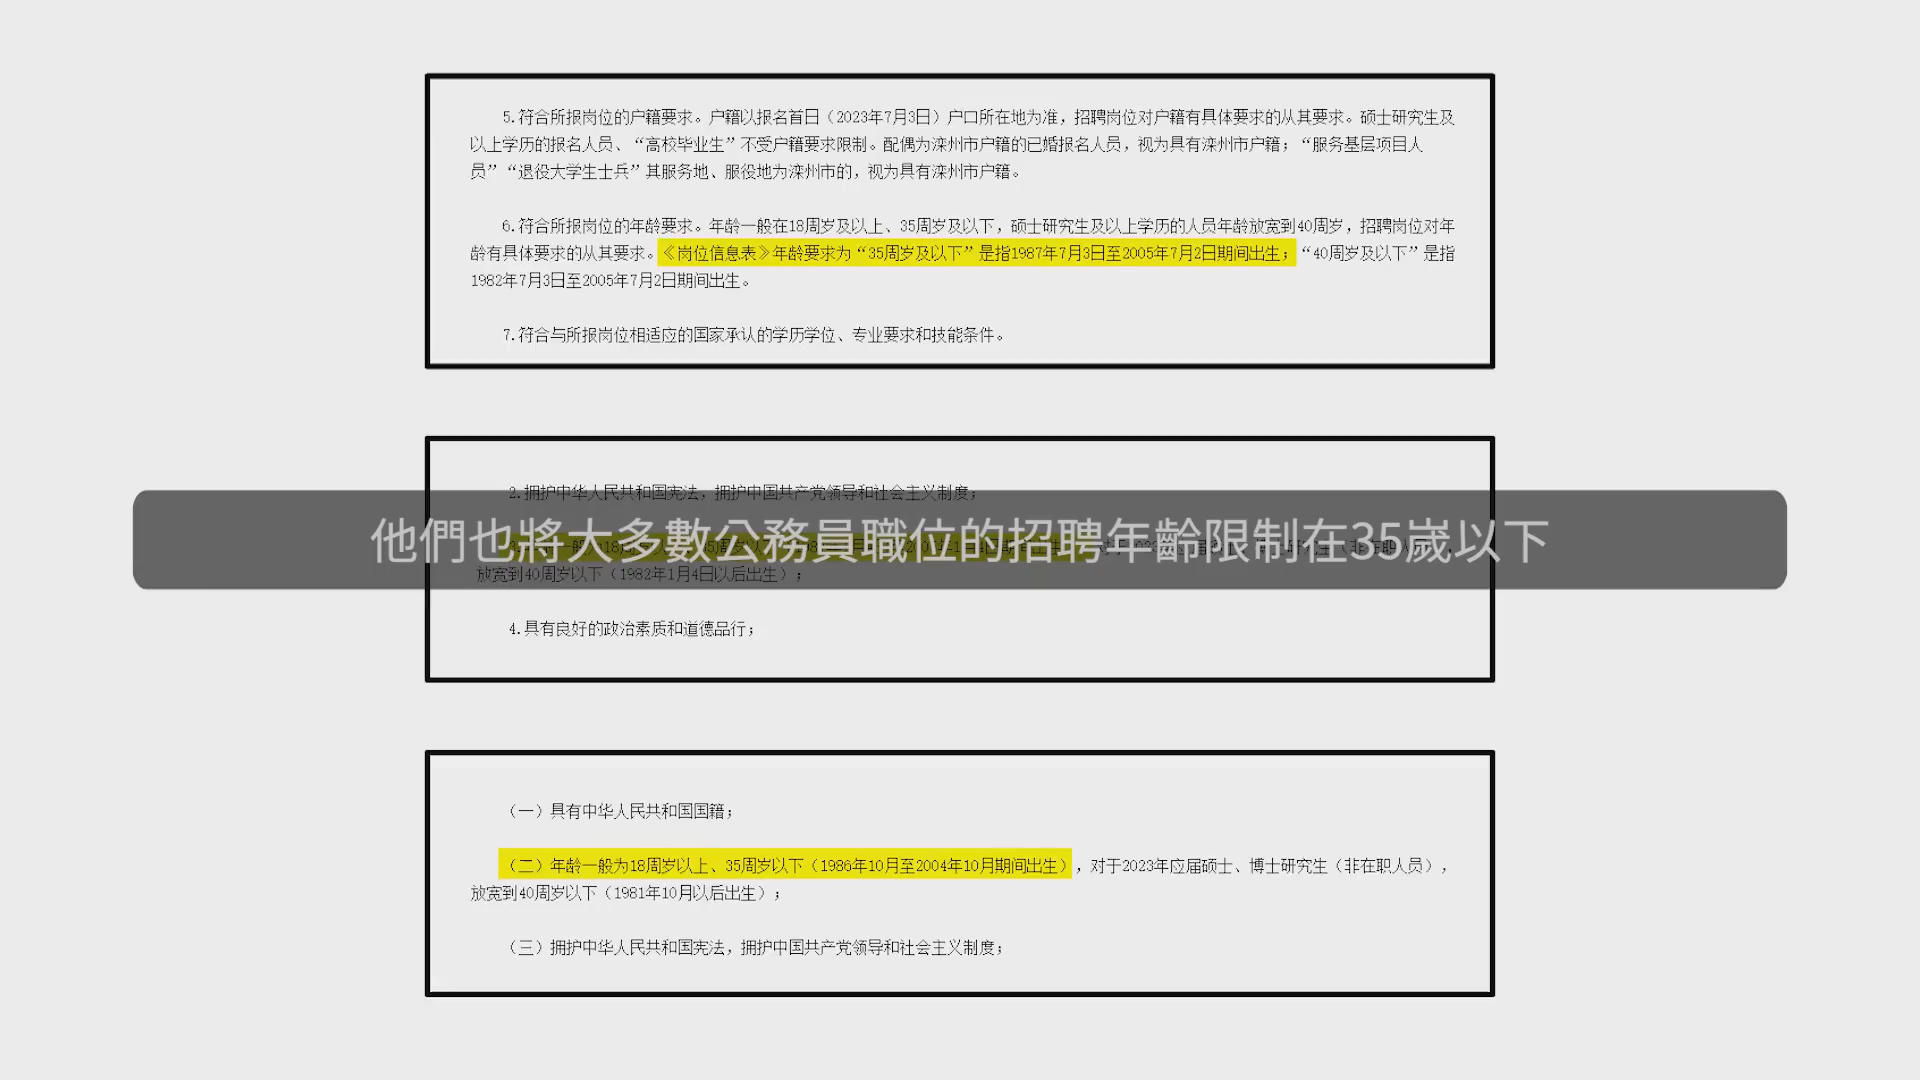 5.符合所报岗位的户籍要求。户籍以报名首日（2023年7月3日）户口所在地为准，招聘岗位对户籍有具体要求的从其要求。硕士研究生及
以上学历的报名人员、“高校毕业生”不受户籍要求限制。配偶为滦州市户籍的已婚报名人员，视为具有滦州市户籍；“服务基层项目人
员”“退役大学生士兵”其服务地、服役地为滦州市的，视为具有滦州市户籍。
6.符合所报岗位的年龄要求。年龄一般在18周岁及以上、35周岁及以下，硕士研究生及以上学历的人员年龄放宽到40周岁，招聘岗位对年
龄有具体要求的从其要求。《岗位信息表》年龄要求为“35周岁及以下”是指1987年7月3日至2005年7月2日期间出生；“40周岁及以下”是指
1982年7月3日至2005年7月2日期间出生。
7.符合与所报岗位相适应的国家承认的学历学位、专业要求和技能条件。
2.拥护中华人民共和国宪法，拥护中国共产党领导和社会主义制度；
他們也將大多數公務員職位的招聘年齡限制在35嵗以下
放宽到40周岁以下（1982年1月4日以后出生）；
4.具有良好的政治素质和道德品行；
（一）具有中华人民共和国国籍；
（二）年龄一般为18周岁以上、35周岁以下（1986年10月至2004年10月期间出生），对于2023年应届硕士、博士研究生（非在职人员），
放宽到40周岁以下（1981年10月以后出生）；
（三）拥护中华人民共和国宪法，拥护中国共产党领导和社会主义制度；